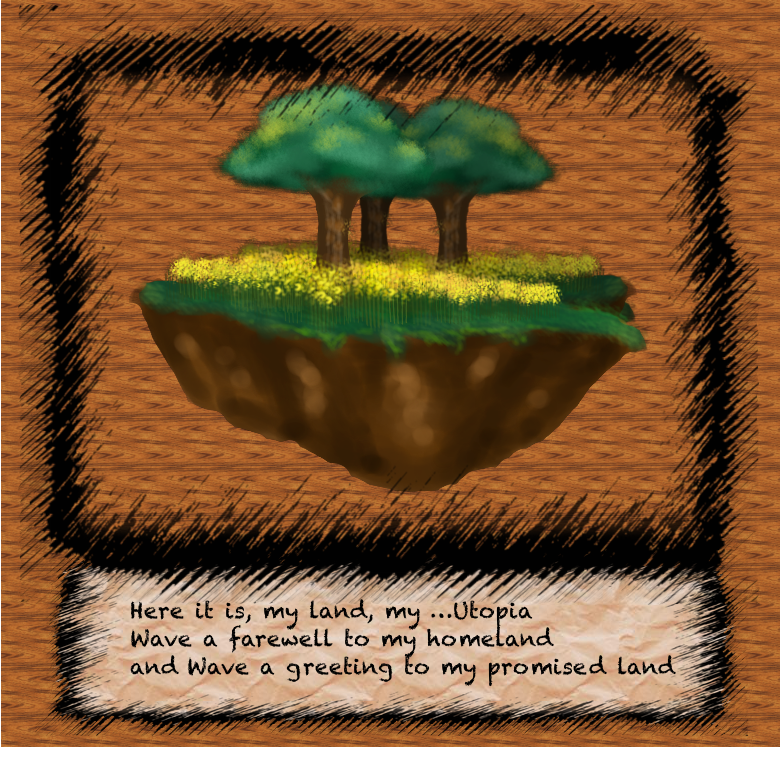 Here it is, my land, my ...Utopia
Wave a farewell to my homeland
and Wave a greeting to my promised land